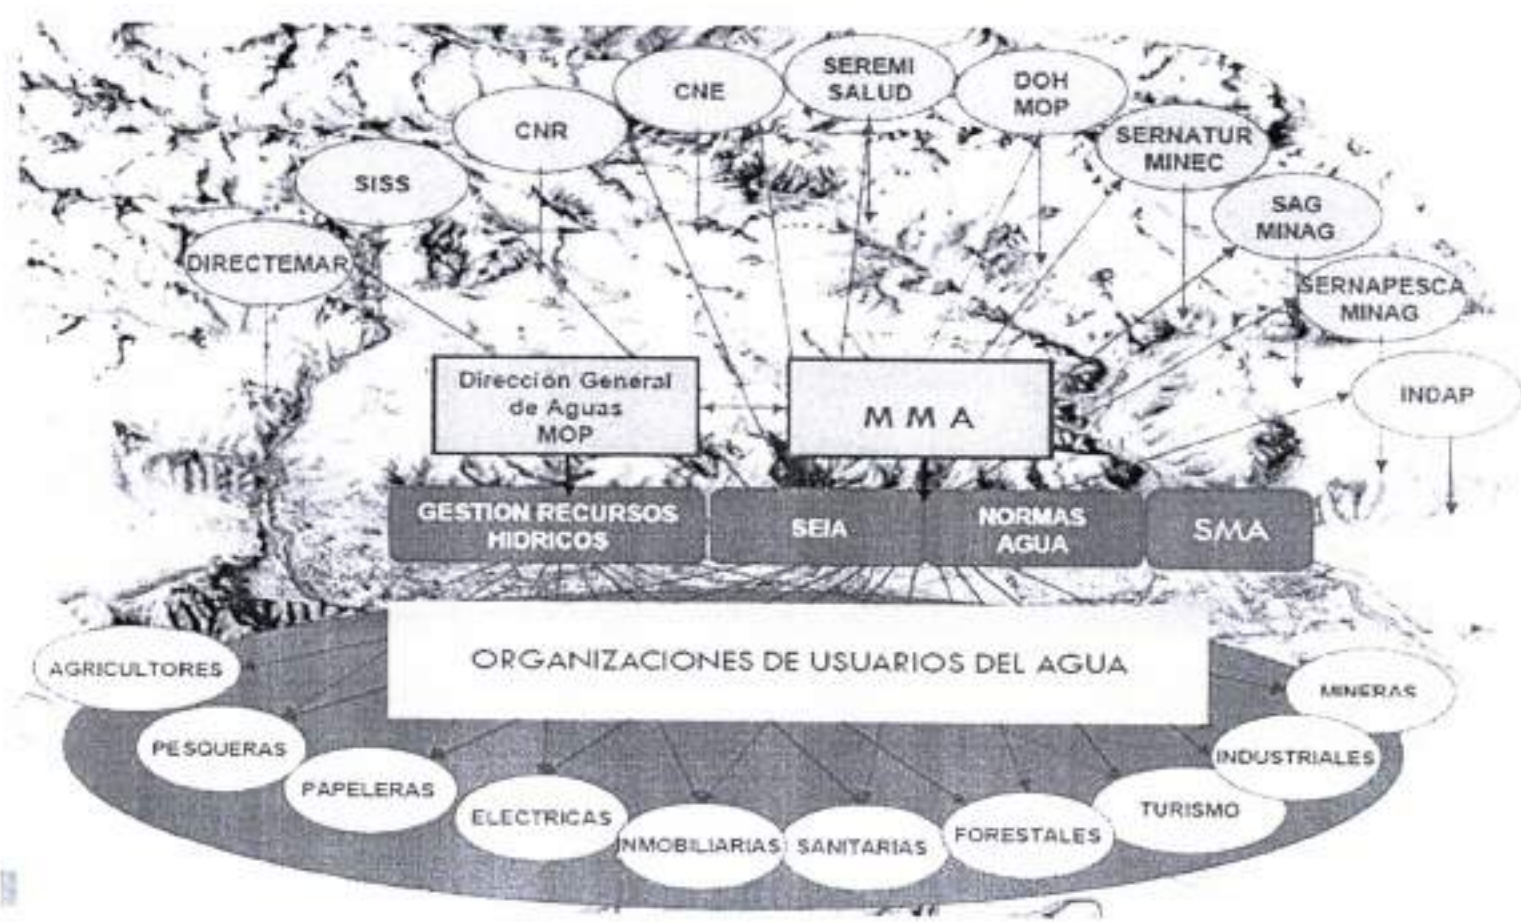 CNE
SEREMI
SALUD
DOH
MOP
CNR
SERNATUR
MINEC
SISS
SAG
MINAG
DIRECTEMAR
SERNAPESCA
MINAG
INDAP
Dirección General
de Aguas
MOP
M M A
GESTION RECURSOS
HIDRICOS
SEIA
NORMAS
AGUA
SMA
ORGANIZACIONES DE USUARIOS DEL AGUA
AGRICULTORES
MINERAS
PESQUERAS
INDUSTRIALES
PAPELERAS
TURISMO
ELECTRICAS
INMOBILIARIAS
SANITARIAS
FORESTALES